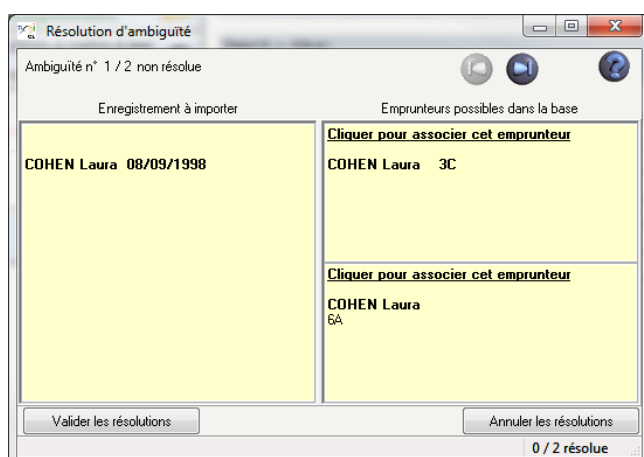 Résolution d'ambiguïté
Ambiguïté n° 1 / 2 non résolue
Enregistrement à importer
Emprunteurs possibles dans la base
COHEN Laura 08/09/1998
Cliquer pour associer cet emprunteur
COHEN Laura 3C
Cliquer pour associer cet emprunteur
COHEN Laura
6A
Valider les résolutions
Annuler les résolutions
0 / 2 résolue